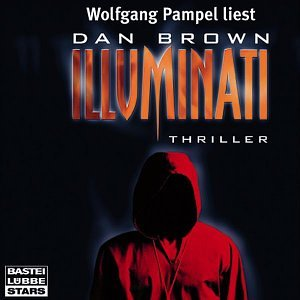 Wolfgang Pampel liest
DAN BROWN
ILLUMINATI
THRILLER
BASTEI
LÜBBE
STARS